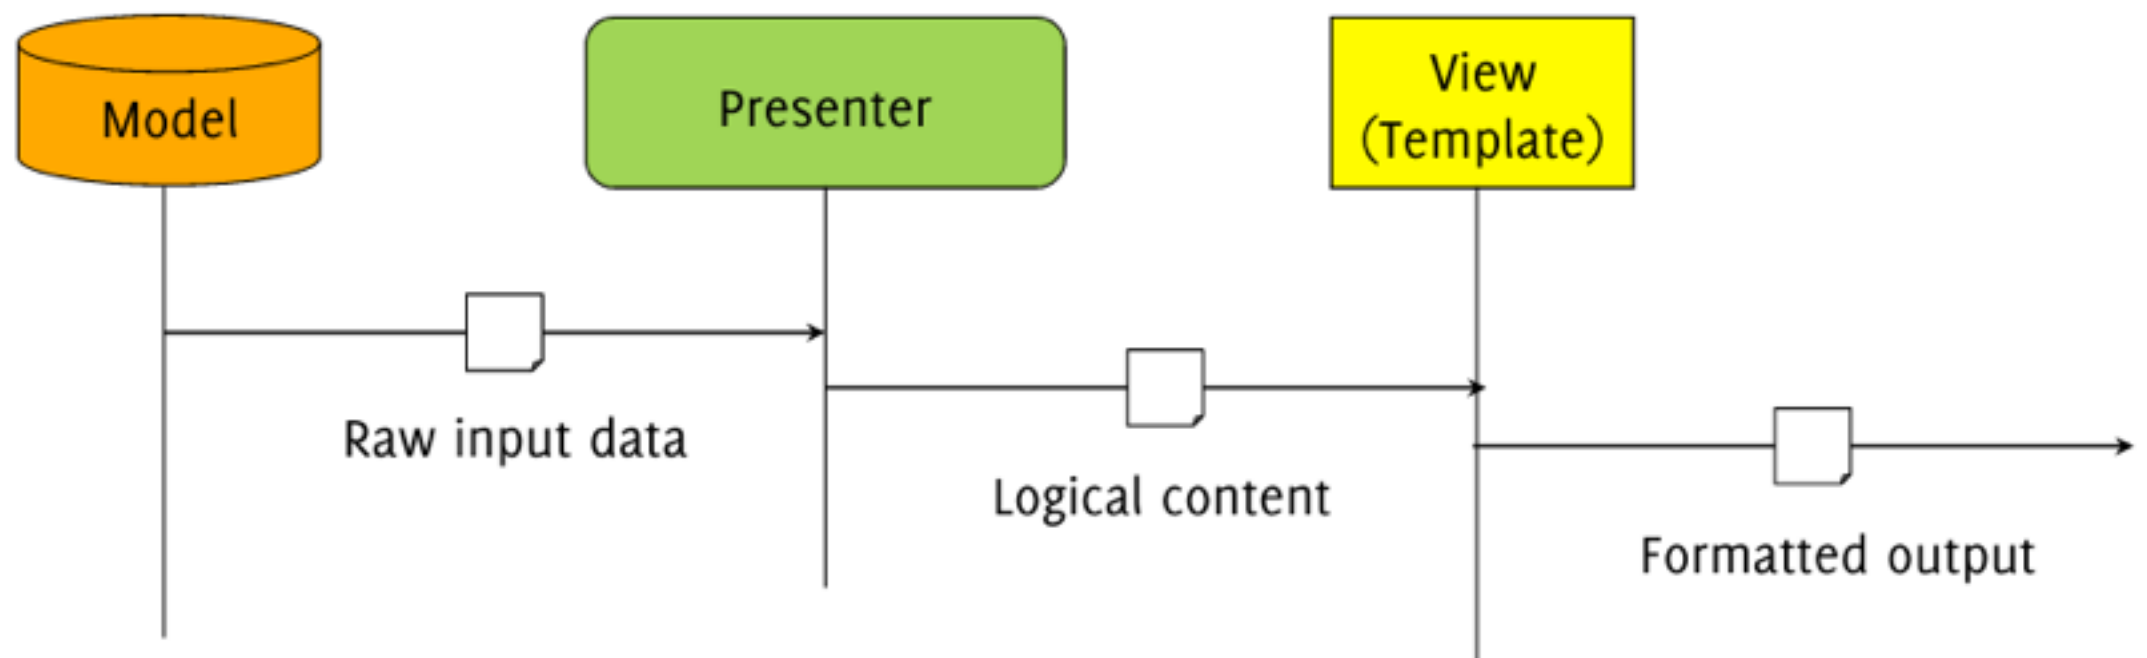 Model
Presenter
View
(Template)
Raw input data
Logical content
Formatted output